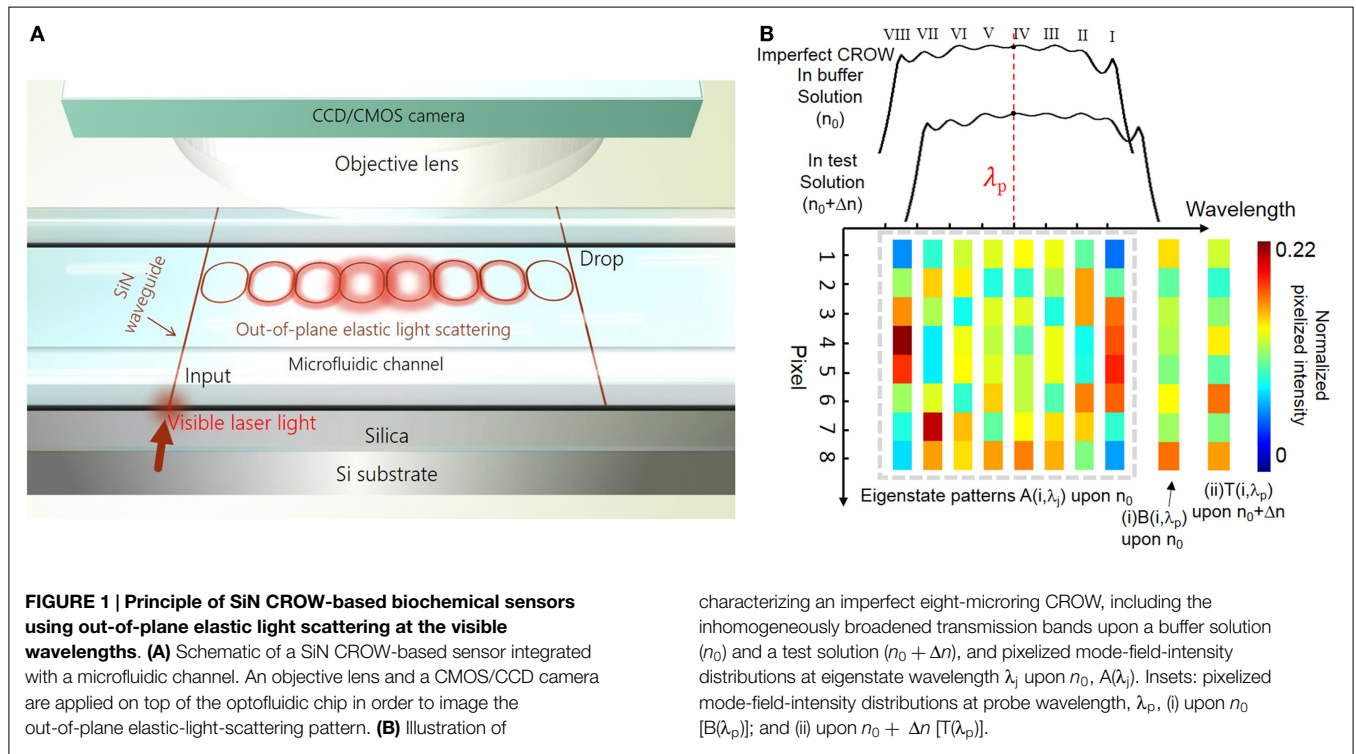 A
CCD/CMOS camera
Objective lens
SiN
waveguide
Drop
Out-of-plane elastic light scattering
Microfluidic channel
Input
Visible laser light
Silica
Si substrate
B
VIII VII VI V IV III II I
Imperfect CROW
In buffer
Solution
(n₀)
In test
Solution
(n₀+Δn)
λₚ
Wavelength
Pixel
1
2
3
4
5
6
7
8
0.22
Normalized
pixelized intensity
0
Eigenstate patterns A(i,λⱼ) upon n₀
(i)B(i,λₚ)
upon n₀
(ii)T(i,λₚ)
upon n₀+Δn
FIGURE 1 | Principle of SiN CROW-based biochemical sensors
using out-of-plane elastic light scattering at the visible
wavelengths. (A) Schematic of a SiN CROW-based sensor integrated
with a microfluidic channel. An objective lens and a CMOS/CCD camera
are applied on top of the optofluidic chip in order to image the
out-of-plane elastic-light-scattering pattern. (B) Illustration of
characterizing an imperfect eight-microring CROW, including the
inhomogeneously broadened transmission bands upon a buffer solution
(n₀) and a test solution (n₀ + Δn), and pixelized mode-field-intensity
distributions at eigenstate wavelength λⱼ upon n₀, A(λⱼ). Insets: pixelized
mode-field-intensity distributions at probe wavelength, λₚ, (i) upon n₀
[B(λₚ)]; and (ii) upon n₀ + Δn [T(λₚ)].